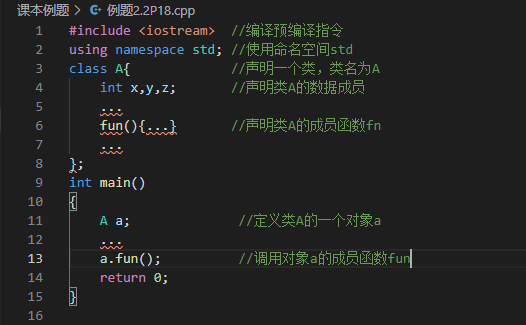 课本例题 > 例题2.2P18.cpp
1 #include <iostream> //编译预编译指令
2 using namespace std; //使用命名空间std
3 class A{ //声明一个类，类名为A
4 int x,y,z; //声明类A的数据成员
5 ...
6 fun(){...} //声明类A的成员函数fn
7 ...
8 };
9 int main()
10 {
11 A a; //定义类A的一个对象a
12 ...
13 a.fun(); //调用对象a的成员函数fun
14 return 0;
15 }